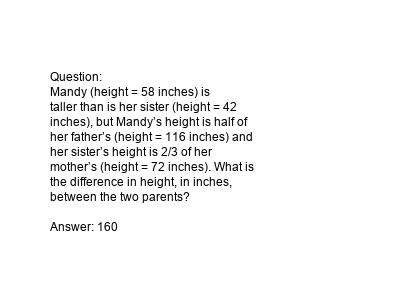 Question:
Mandy (height = 58 inches) is
taller than is her sister (height = 42
inches), but Mandy’s height is half of
her father’s (height = 116 inches) and
her sister’s height is 2/3 of her
mother’s (height = 72 inches). What is
the difference in height, in inches,
between the two parents?

Answer: 160